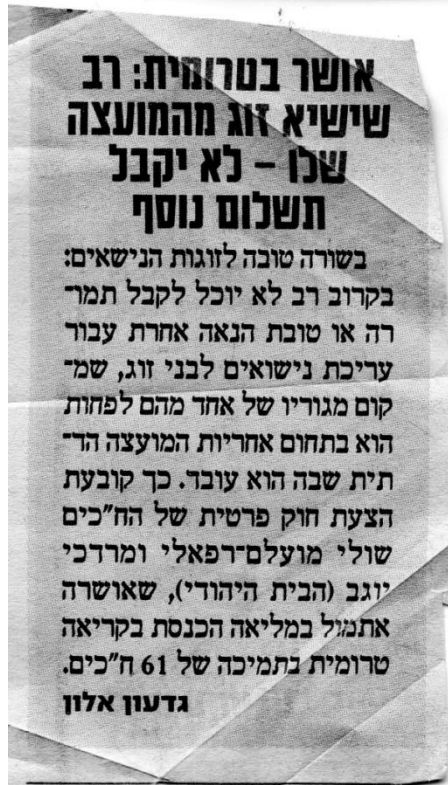 אושר בטרומית: רב
שישיא זוג מהמועצה
שלו – לא יקבל
תשלום נוסף
בשורה טובה לזוגות הנישאים:
בקרוב רב לא יוכל לקבל תמו־
רה או טובת הנאה אחרת עבור
עריכת נישואים לבני זוג, שמ־
קום מגוריו של אחד מהם לפחות
הוא בתחום אחריות המועצה הד־
תית שבה הוא עובד. כך קובעת
הצעת חוק פרטית של הח"כים
שולי מועלם־רפאלי ומרדכי
יוגב (הבית היהודי), שאושרה
אתמול במליאה הכנסת בקריאה
טרומית בתמיכה של 61 ח"כים.
גדעון אלון